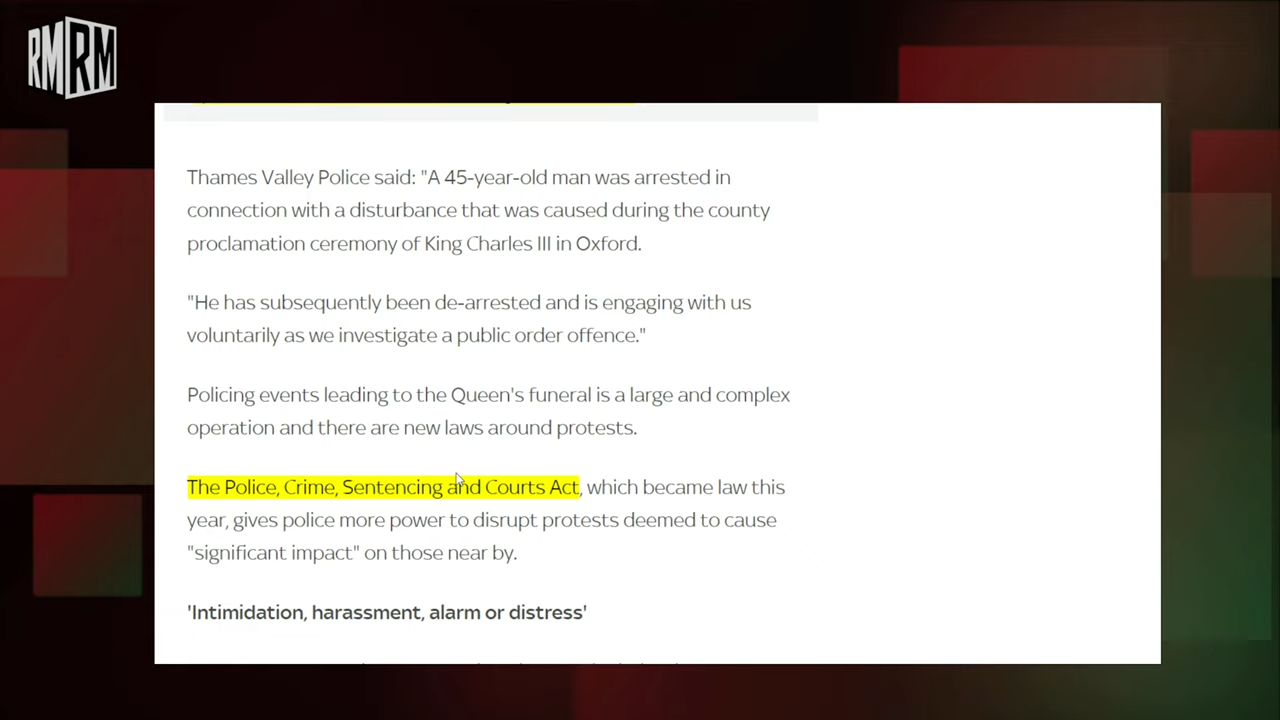 RMRM
Thames Valley Police said: "A 45-year-old man was arrested in
connection with a disturbance that was caused during the county
proclamation ceremony of King Charles III in Oxford.
"He has subsequently been de-arrested and is engaging with us
voluntarily as we investigate a public order offence."
Policing events leading to the Queen's funeral is a large and complex
operation and there are new laws around protests.
The Police, Crime, Sentencing and Courts Act, which became law this
year, gives police more power to disrupt protests deemed to cause
"significant impact" on those near by.
'Intimidation, harassment, alarm or distress'